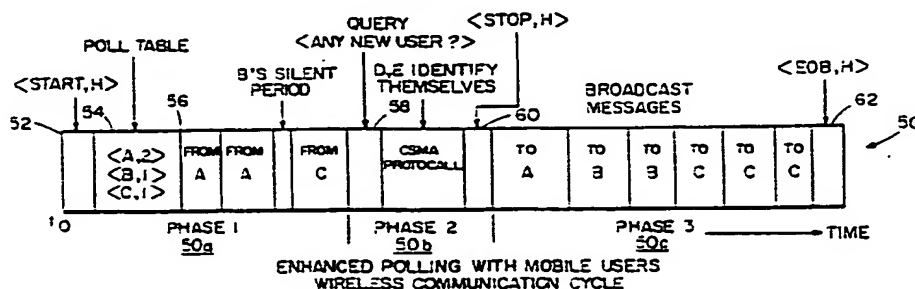 QUERY
<STOP,H>
POLL TABLE
<ANY NEW USER ?>
<EOB,H>
<START,H>
B'S SILENT
PERIOD
D,E IDENTIFY
THEMSELVES
BROADCAST
MESSAGES
52
54
56
58
60
62
50
<A,2>
<B,1>
<C,1>
FROM
A
FROM
A
FROM
C
CSMA
PROTOCALL
TO
A
TO
B
TO
B
TO
C
TO
C
TO
C
t0
PHASE 1
50a
PHASE 2
50b
PHASE 3
50c
TIME
ENHANCED POLLING WITH MOBILE USERS
WIRELESS COMMUNICATION CYCLE